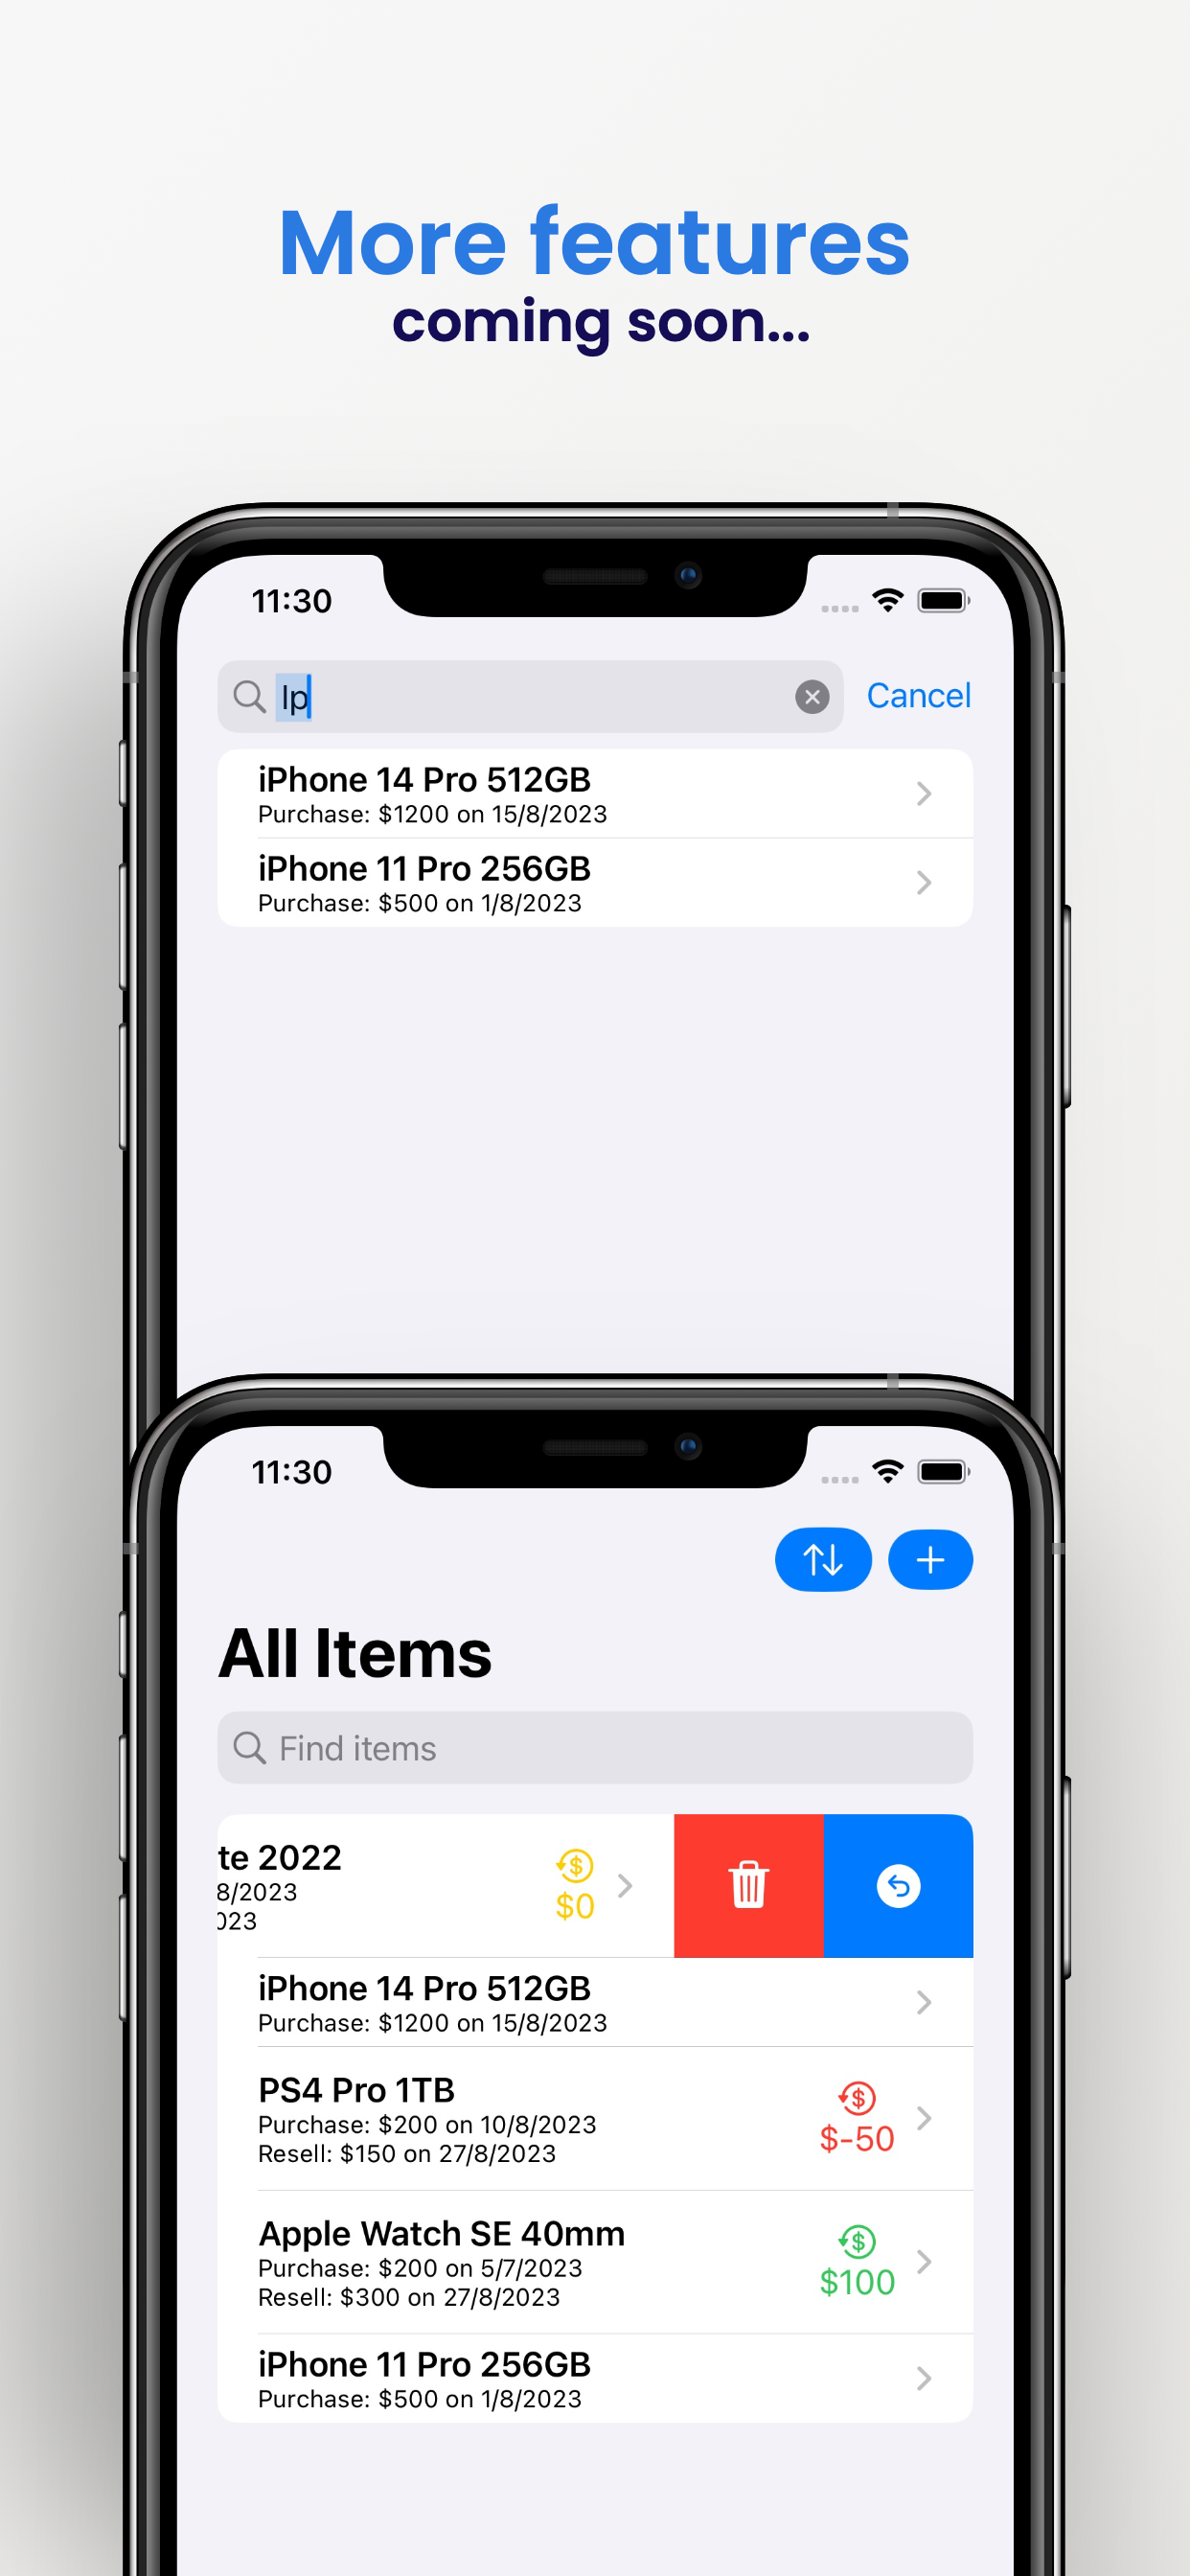 More features
coming soon...
11:30
Ip
Cancel
iPhone 14 Pro 512GB
Purchase: $1200 on 15/8/2023
iPhone 11 Pro 256GB
Purchase: $500 on 1/8/2023
11:30
All Items
Find items
te 2022
8/2023
023
$0
iPhone 14 Pro 512GB
Purchase: $1200 on 15/8/2023
PS4 Pro 1TB
Purchase: $200 on 10/8/2023
Resell: $150 on 27/8/2023
$-50
Apple Watch SE 40mm
Purchase: $200 on 5/7/2023
Resell: $300 on 27/8/2023
$100
iPhone 11 Pro 256GB
Purchase: $500 on 1/8/2023